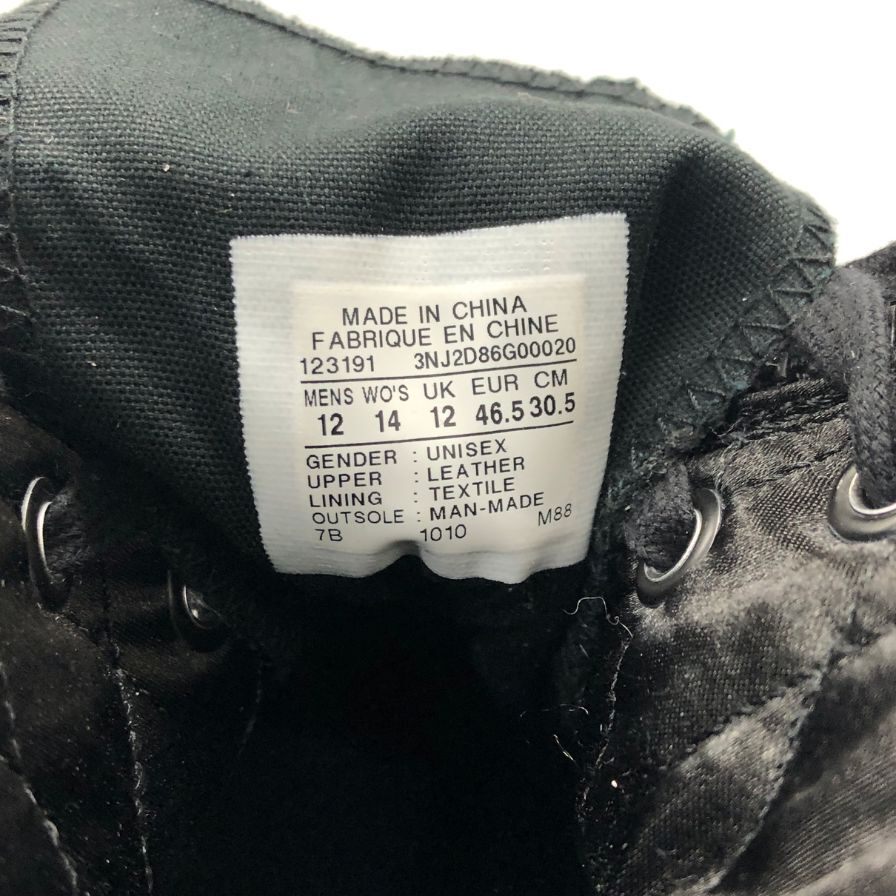 MADE IN CHINA
FABRIQUE EN CHINE
123191 3NJ2D86G00020
MENS WO'S UK EUR CM
12 14 12 46.5 30.5
GENDER : UNISEX
UPPER : LEATHER
LINING : TEXTILE
OUTSOLE : MAN-MADE
7B 1010 M88